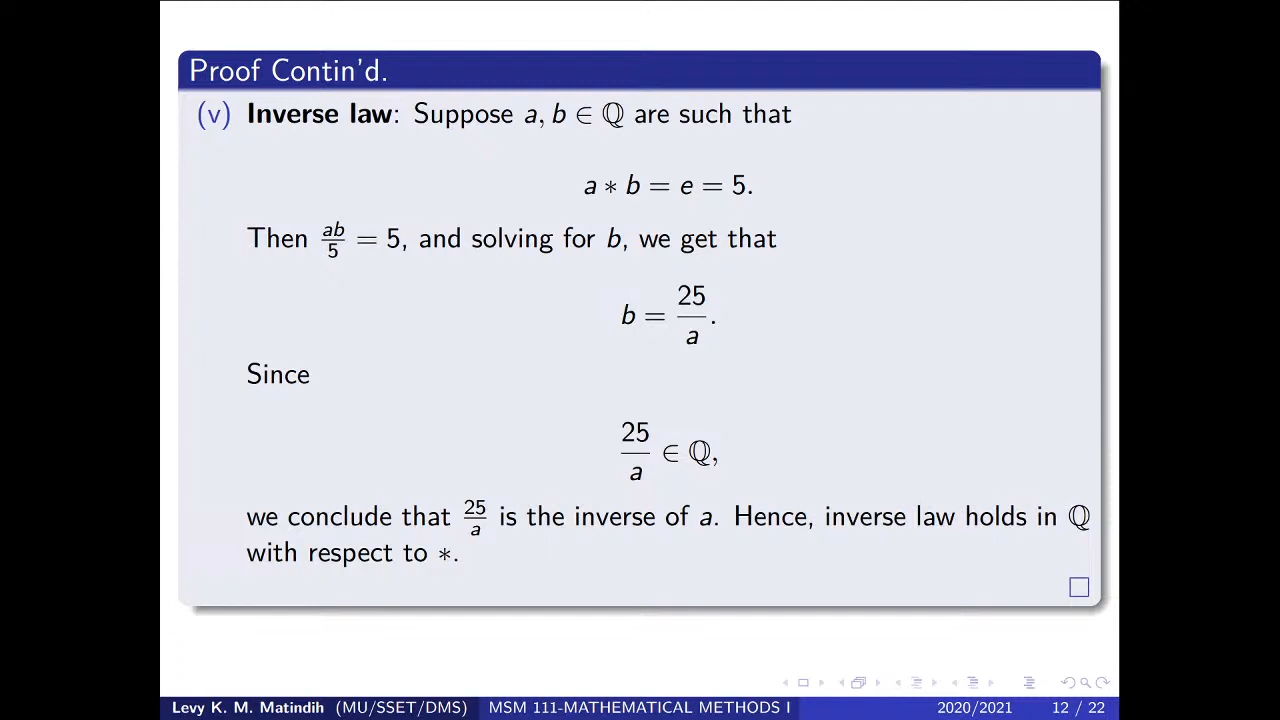 Proof Contin'd.
(v) Inverse law: Suppose a, b ∈ ℚ are such that
a ∗ b = e = 5.
Then ab/5 = 5, and solving for b, we get that
b = 25/a.
Since
25/a ∈ ℚ,
we conclude that 25/a is the inverse of a. Hence, inverse law holds in ℚ
with respect to ∗.
Levy K. M. Matindih (MU/SSET/DMS) MSM 111-MATHEMATICAL METHODS I 2020/2021 12 / 22